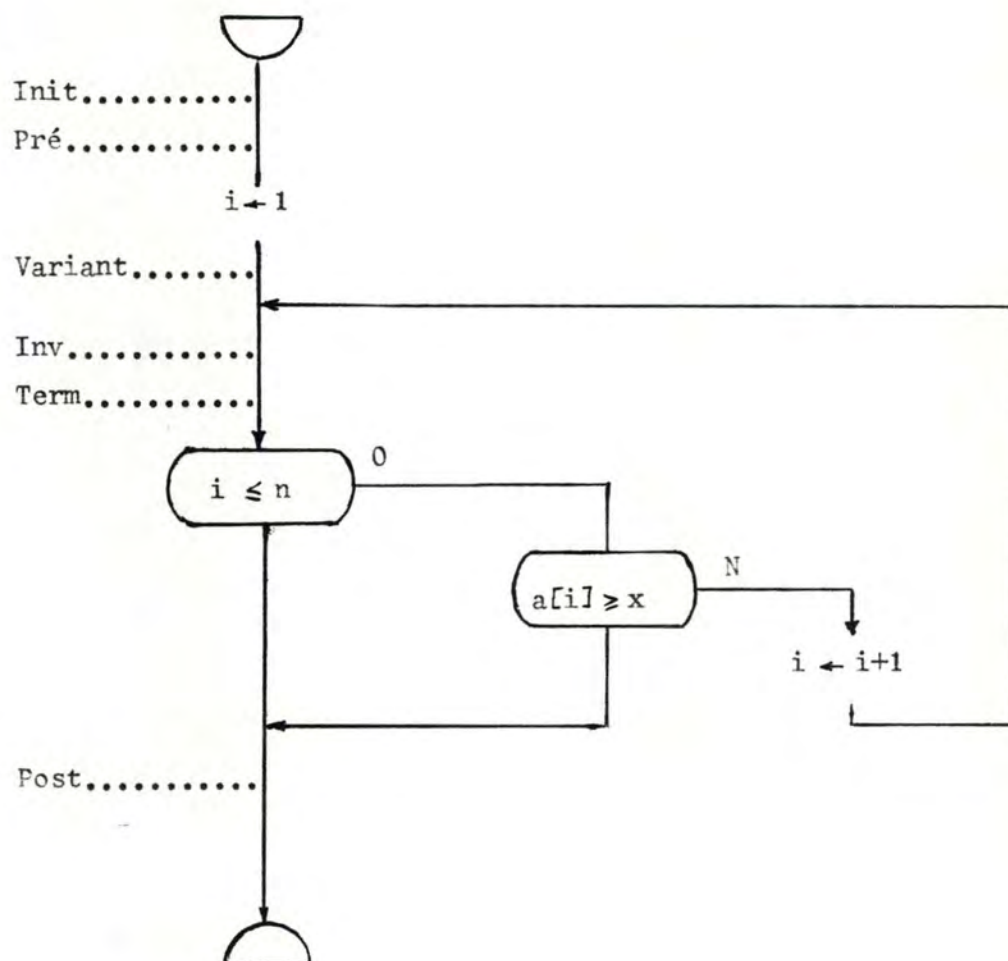 Init...........
Pré............
i ← 1
Variant........
Inv............
Term...........
O
i ≤ n
N
a[i] ≥ x
i ← i+1
Post...........